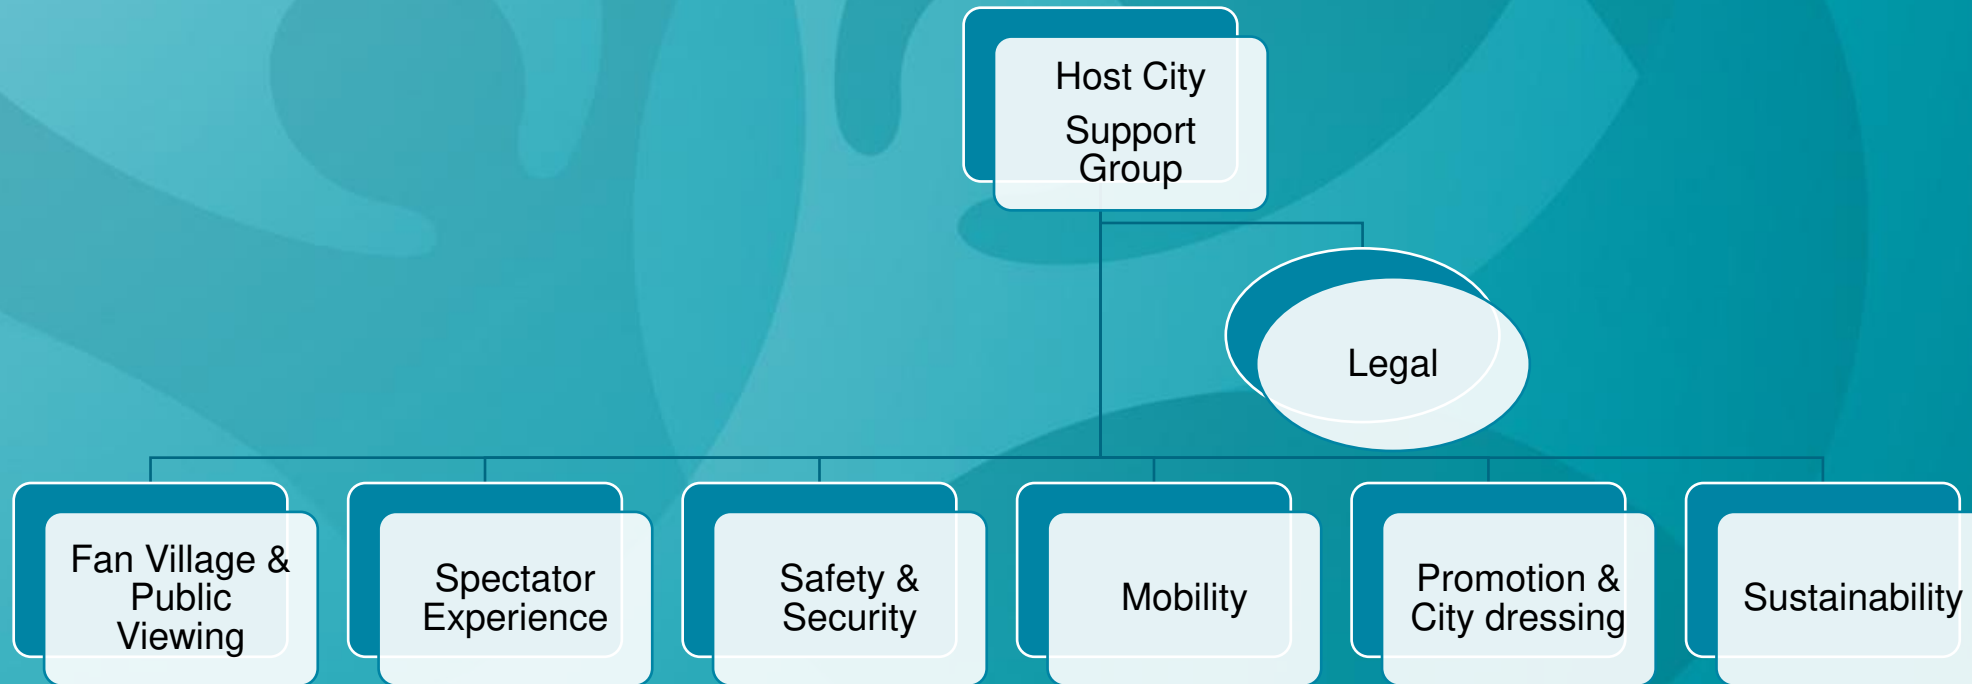 Host City
Support
Group
Legal
Fan Village &
Public
Viewing
Spectator
Experience
Safety &
Security
Mobility
Promotion &
City dressing
Sustainability